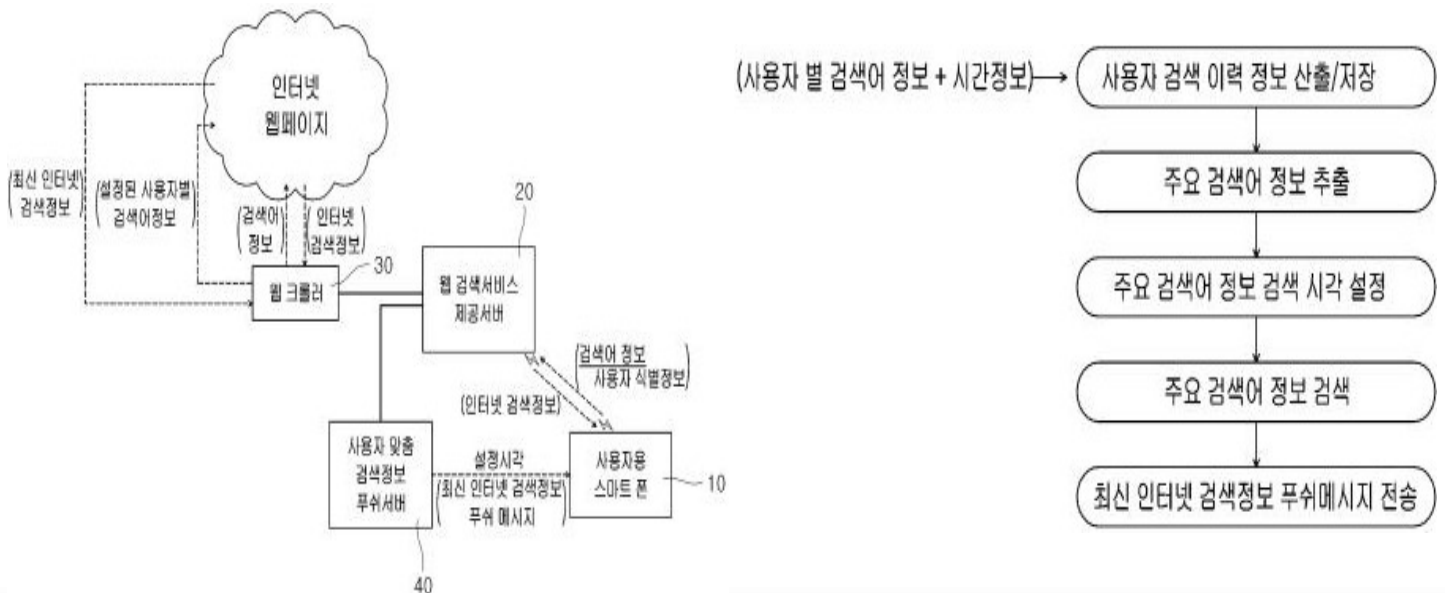 인터넷
웹페이지
(최신 인터넷
검색정보)
(설정된 사용자별
검색어정보)
(검색어
정보)
(인터넷
검색정보)
20
30
웹 크롤러
웹 검색서비스
제공서버
(검색어 정보
사용자 식별정보)
(인터넷 검색정보)
사용자 맞춤
검색정보
푸쉬서버
설정시각
(최신 인터넷 검색정보
푸쉬 메시지)
사용자용
스마트 폰
10
40
(사용자 별 검색어 정보 + 시간정보)
사용자 검색 이력 정보 산출/저장
주요 검색어 정보 추출
주요 검색어 정보 검색 시각 설정
주요 검색어 정보 검색
최신 인터넷 검색정보 푸쉬메시지 전송